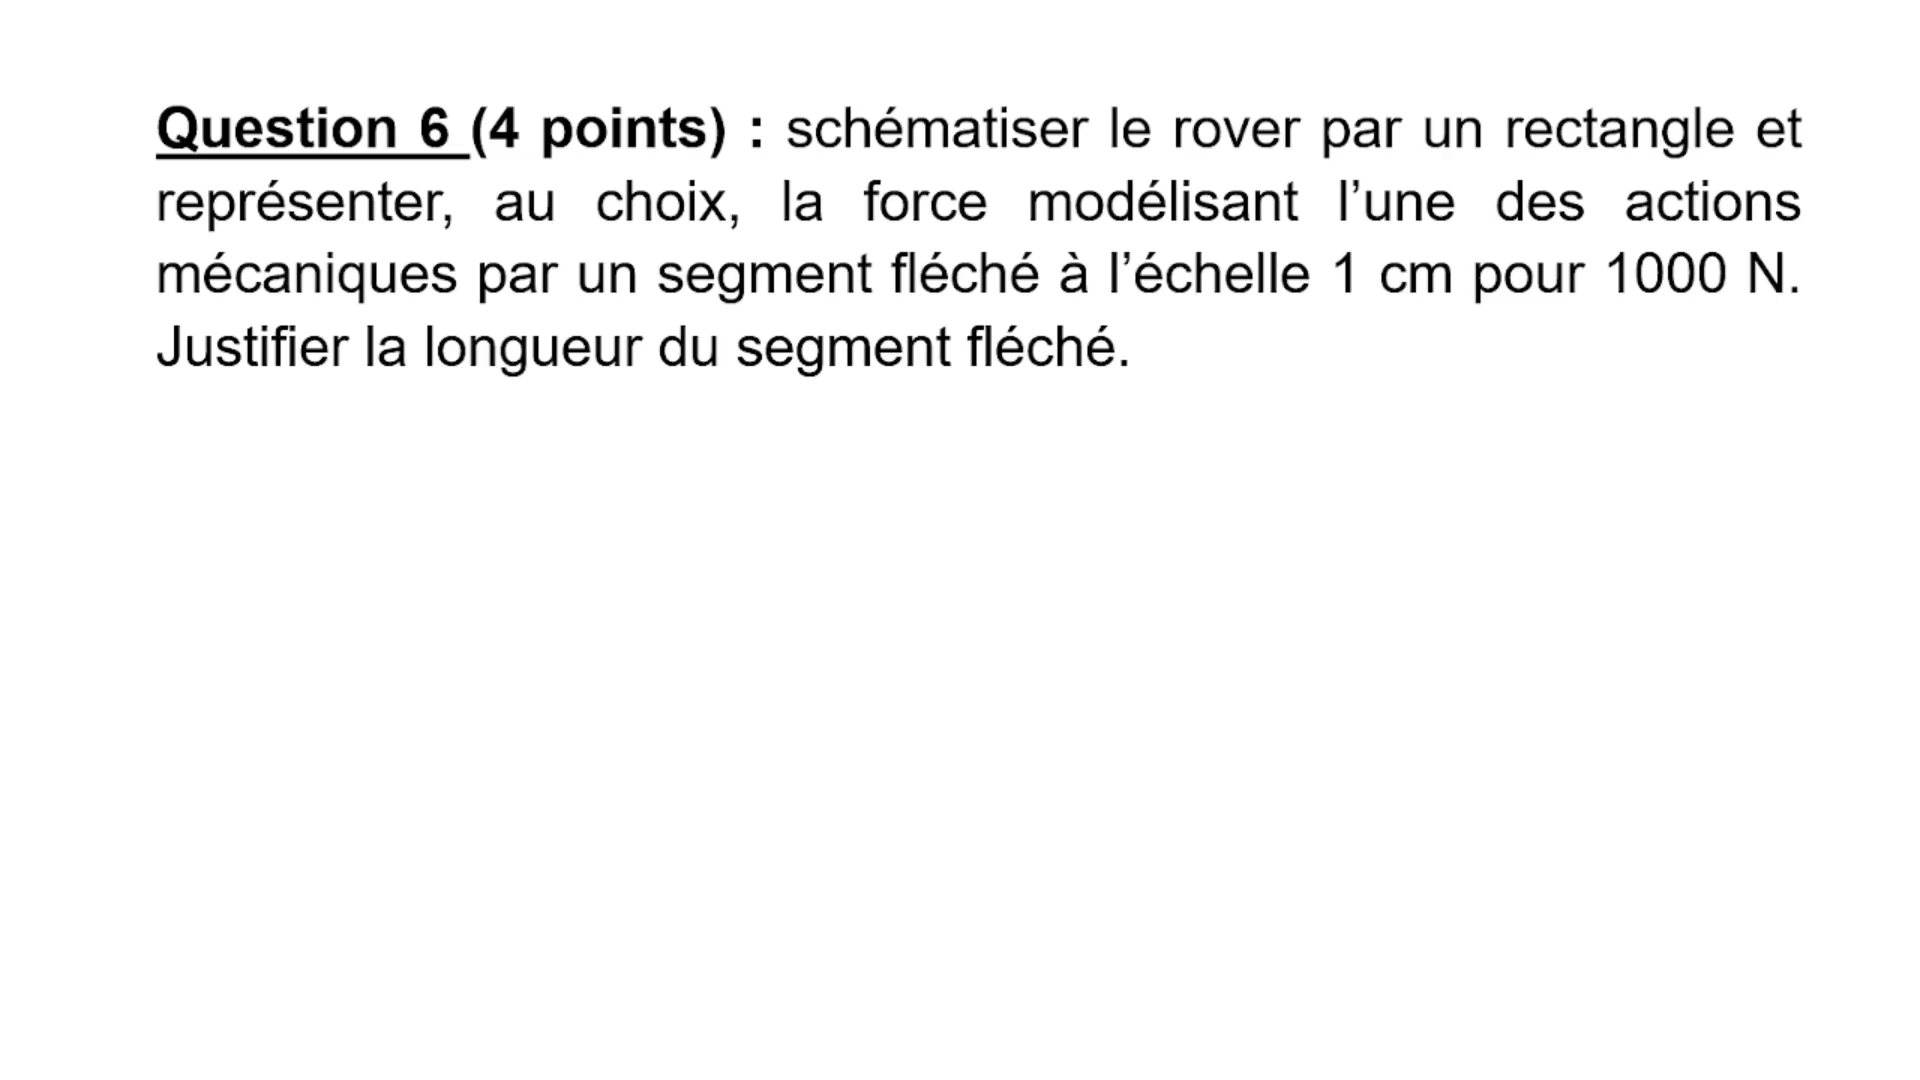 Question 6 (4 points) : schématiser le rover par un rectangle et
représenter, au choix, la force modélisant l’une des actions
mécaniques par un segment fléché à l’échelle 1 cm pour 1000 N.
Justifier la longueur du segment fléché.